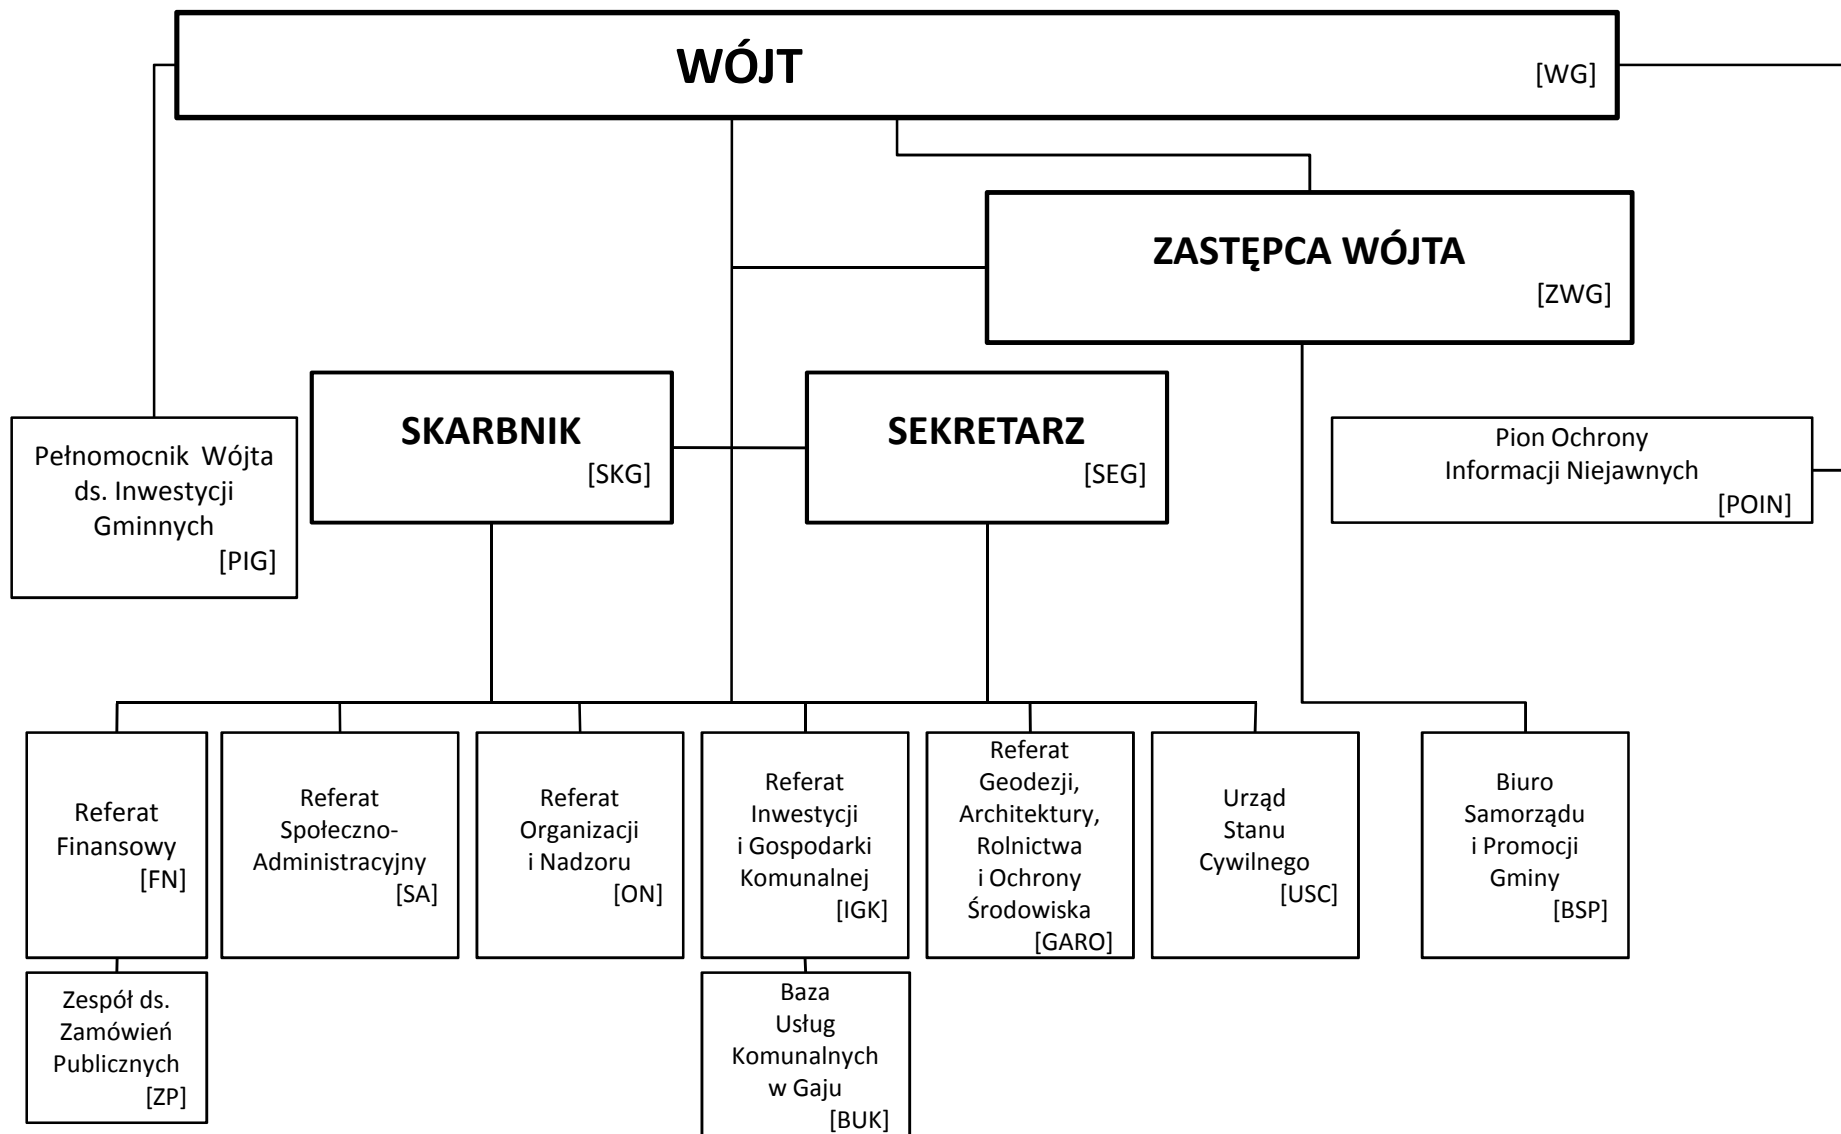 WÓJT
[WG]
ZASTĘPCA WÓJTA
[ZWG]
SKARBNIK
[SKG]
SEKRETARZ
[SEG]
Pełnomocnik Wójta
ds. Inwestycji
Gminnych
[PIG]
Pion Ochrony
Informacji Niejawnych
[POIN]
Referat
Finansowy
[FN]
Referat
Społeczno-
Administracyjny
[SA]
Referat
Organizacji
i Nadzoru
[ON]
Referat
Inwestycji
i Gospodarki
Komunalnej
[IGK]
Referat
Geodezji,
Architektury,
Rolnictwa
i Ochrony
Środowiska
[GARO]
Urząd
Stanu
Cywilnego
[USC]
Biuro
Samorządu
i Promocji
Gminy
[BSP]
Zespół ds.
Zamówień
Publicznych
[ZP]
Baza
Usług
Komunalnych
w Gaju
[BUK]